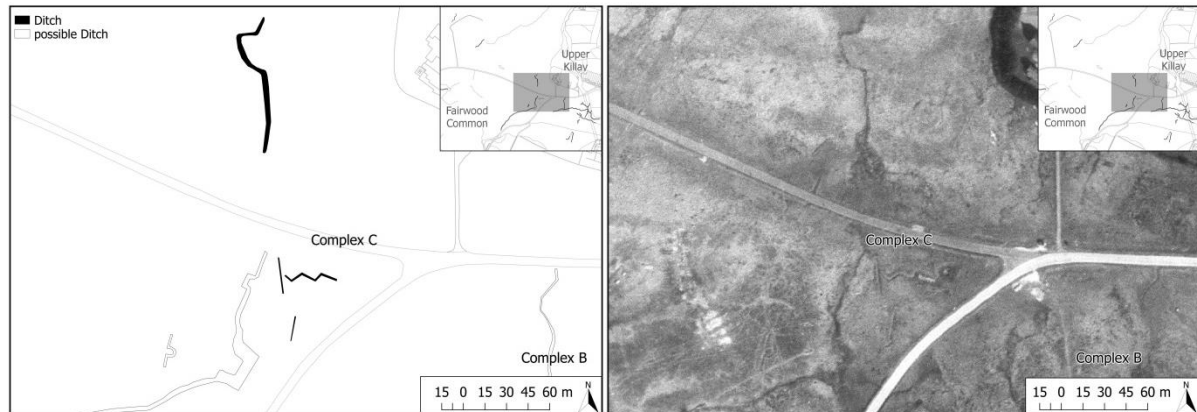 Ditch
possible Ditch
Upper
Killay
Fairwood
Common
Complex C
Complex B
15 0 15 30 45 60 m
N
Upper
Killay
Fairwood
Common
Complex C
Complex B
15 0 15 30 45 60 m
N